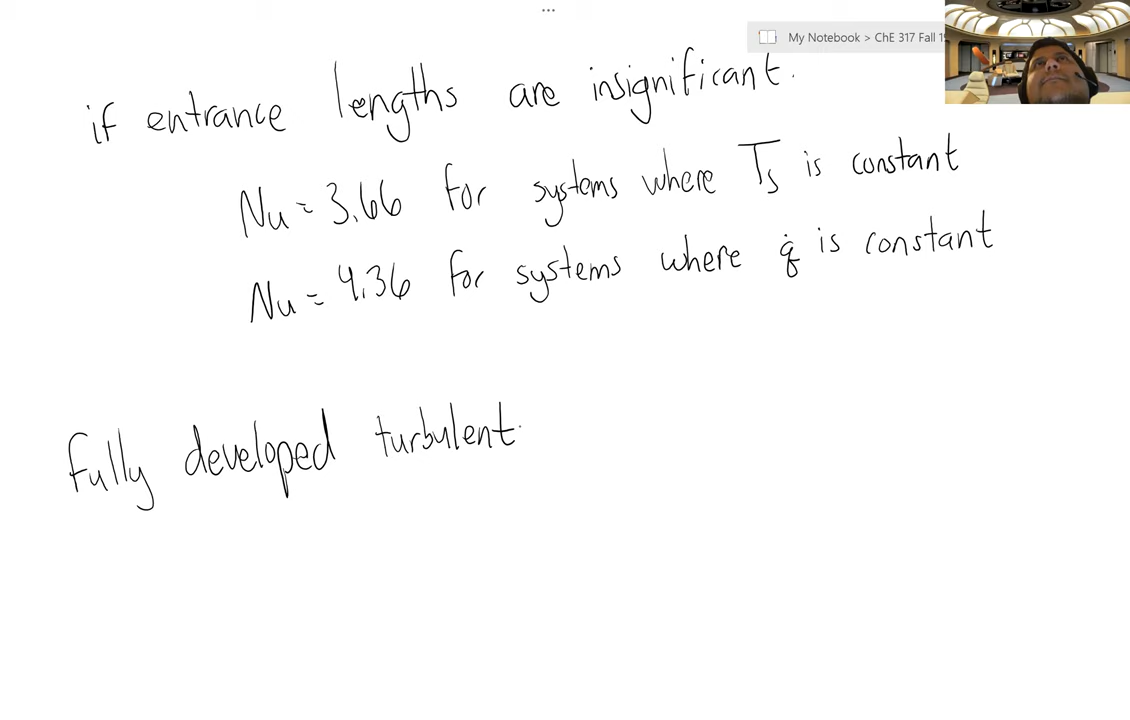 ...
My Notebook > ChE 317 Fall 1
if entrance lengths are insignificant.
Nu = 3.66 for systems where Ts is constant
Nu = 4.36 for systems where q̇ is constant
Fully developed turbulent.